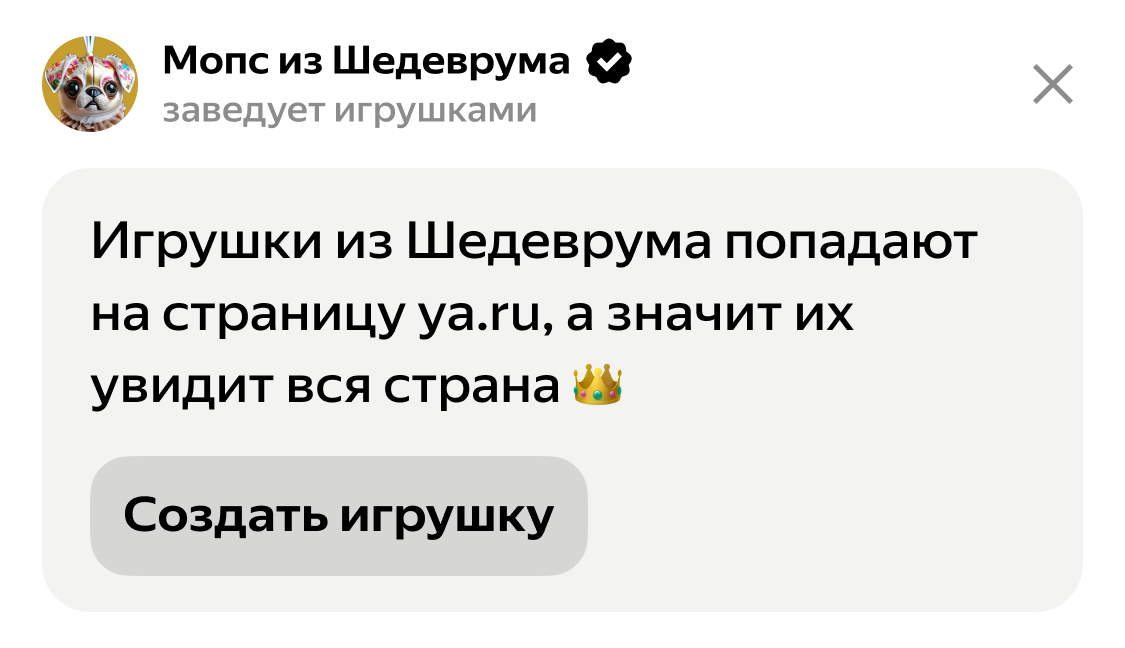 Мопс из Шедеврума
заведует игрушками
Игрушки из Шедеврума попадают
на страницу ya.ru, а значит их
увидит вся страна 👑
Создать игрушку